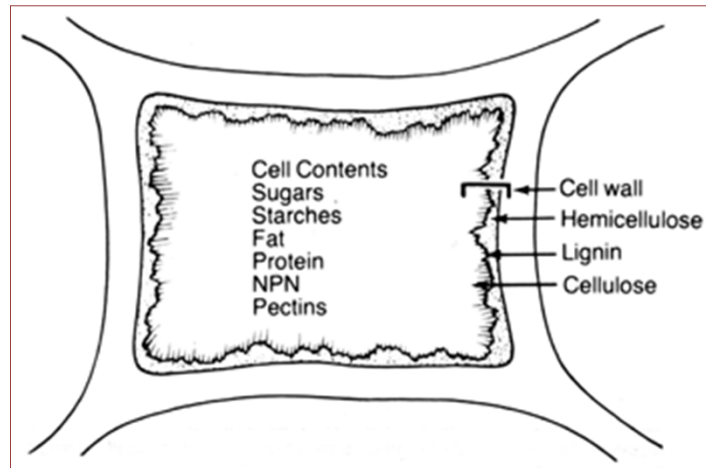 Cell Contents
Sugars
Starches
Fat
Protein
NPN
Pectins
Cell wall
Hemicellulose
Lignin
Cellulose